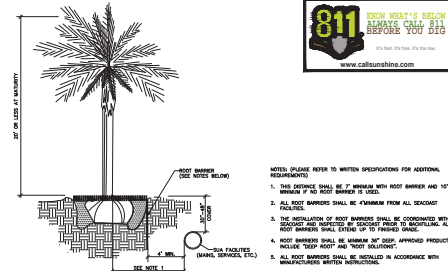 811
KNOW WHAT'S BELOW
ALWAYS CALL 811
BEFORE YOU DIG
It's fast. It's free. It's the law.
www.callsunshine.com
20' OR LESS AT MATURITY
ROOT BARRIER
(SEE NOTES BELOW)
30"-48"
COVER
4' MIN.
SUA FACILITIES
(MAINS, SERVICES, ETC.)
SEE NOTE 1
NOTES: (PLEASE REFER TO WRITTEN SPECIFICATIONS FOR ADDITIONAL
REQUIREMENTS)
1. THIS DISTANCE SHALL BE 7' MINIMUM WITH ROOT BARRIER AND 10'
MINIMUM IF NO ROOT BARRIER IS USED.
2. ALL ROOT BARRIERS SHALL BE 4'MINIMUM FROM ALL SEACOAST
FACILITIES.
3. THE INSTALLATION OF ROOT BARRIERS SHALL BE COORDINATED WITH
SEACOAST AND INSPECTED BY SEACOAST PRIOR TO BACKFILLING. ALL
ROOT BARRIERS SHALL EXTEND UP TO FINISHED GRADE.
4. ROOT BARRIERS SHALL BE MINIMUM 36" DEEP. APPROVED PRODUCTS
INCLUDE "DEEP ROOT" AND "ROOT SOLUTIONS".
5. ALL ROOT BARRIERS SHALL BE INSTALLED IN ACCORDANCE WITH
MANUFACTURERS WRITTEN INSTRUCTIONS.